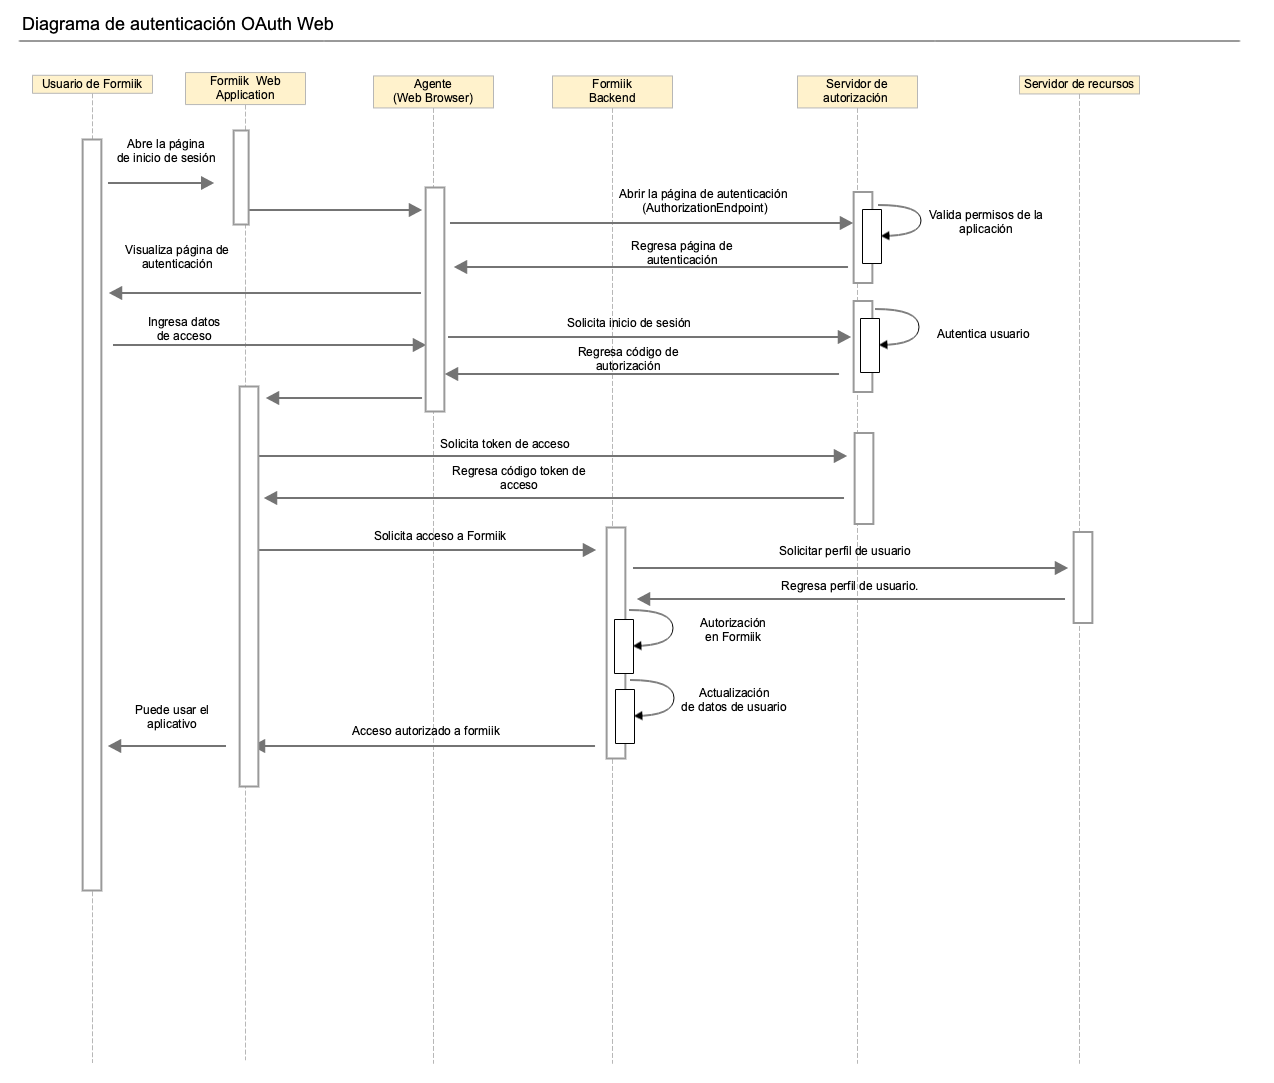 Diagrama de autenticación OAuth Web
Usuario de Formiik
Formiik Web
Application
Agente
(Web Browser)
Formiik
Backend
Servidor de
autorización
Servidor de recursos
Abre la página
de inicio de sesión
Abrir la página de autenticación
(AuthorizationEndpoint)
Valida permisos de la
aplicación
Visualiza página de
autenticación
Regresa página de
autenticación
Ingresa datos
de acceso
Solicita inicio de sesión
Autentica usuario
Regresa código de
autorización
Solicita token de acceso
Regresa código token de
acceso
Solicita acceso a Formiik
Solicitar perfil de usuario
Regresa perfil de usuario.
Autorización
en Formiik
Actualización
de datos de usuario
Puede usar el
aplicativo
Acceso autorizado a formiik